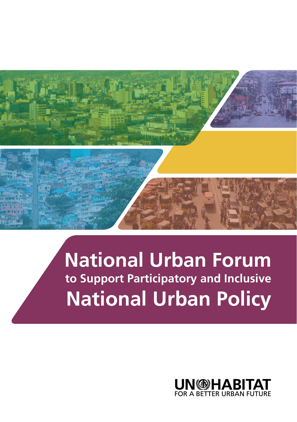 National Urban Forum
to Support Participatory and Inclusive
National Urban Policy
UN HABITAT
FOR A BETTER URBAN FUTURE